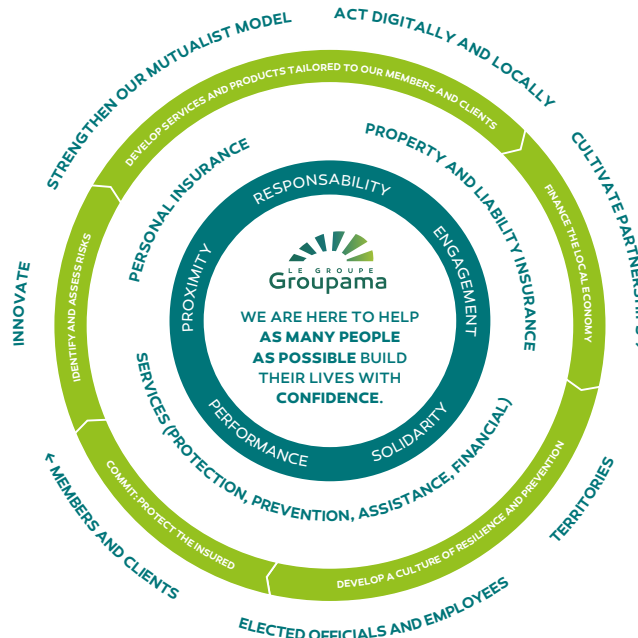 STRENGTHEN OUR MUTUALIST MODEL
ACT DIGITALLY AND LOCALLY
CULTIVATE
INNOVATE
← MEMBERS AND CLIENTS
ELECTED OFFICIALS AND EMPLOYEES
TERRITORIES
DEVELOP SERVICES AND PRODUCTS TAILORED TO OUR MEMBERS AND CLIENTS
FINANCE THE LOCAL ECONOMY
DEVELOP A CULTURE OF RESILIENCE AND PREVENTION
COMMIT: PROTECT THE INSURED
IDENTIFY AND ASSESS RISKS
PERSONAL INSURANCE
PROPERTY AND LIABILITY INSURANCE
SERVICES (PROTECTION, PREVENTION, ASSISTANCE, FINANCIAL)
RESPONSABILITY
ENGAGEMENT
SOLIDARITY
PERFORMANCE
PROXIMITY
LE GROUPE
Groupama
WE ARE HERE TO HELP
AS MANY PEOPLE
AS POSSIBLE BUILD
THEIR LIVES WITH
CONFIDENCE.